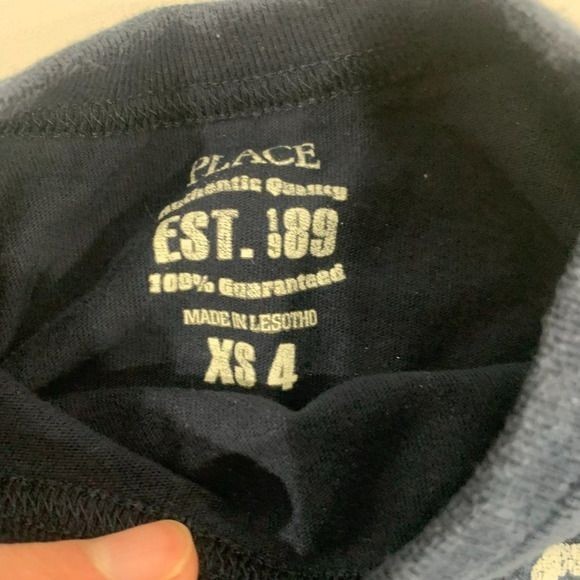 PLACE
Authentic Quality
EST. 1989
100% Guaranteed
MADE IN LESOTHO
XS 4